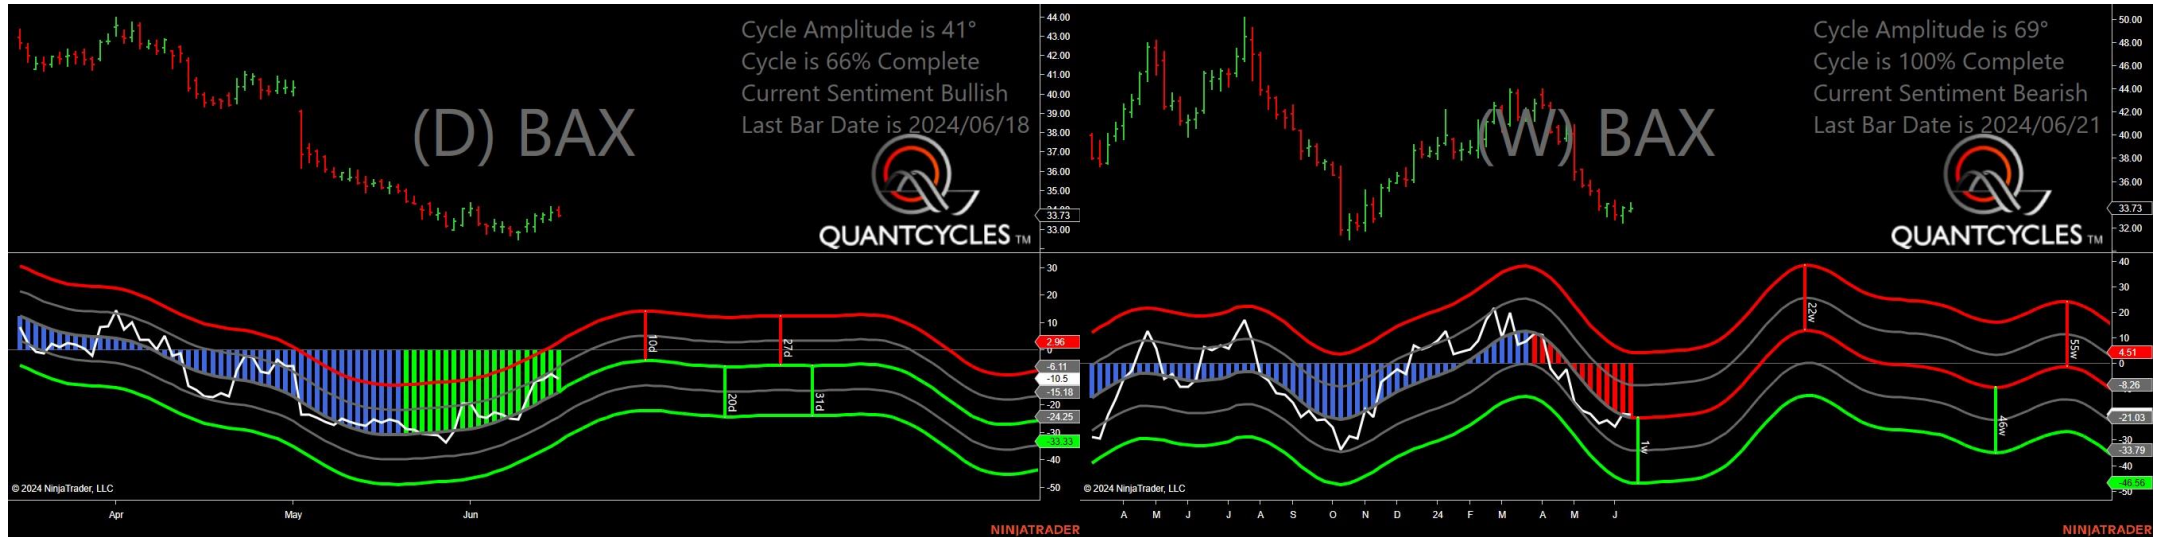 Cycle Amplitude is 41°
Cycle is 66% Complete
Current Sentiment Bullish
Last Bar Date is 2024/06/18
(D) BAX
QUANTCYCLES TM
44.00
42.00
41.00
40.00
39.00
38.00
37.00
36.00
35.00
33.73
33.00
30
20
10
2.96
0
-6.11
-10.5
-15.18
-20
-24.25
-30
-33.33
-40
-50
10d
27d
20d
31d
© 2024 NinjaTrader, LLC
Apr
May
Jun
NINJATRADER
Cycle Amplitude is 69°
Cycle is 100% Complete
Current Sentiment Bearish
Last Bar Date is 2024/06/21
(W) BAX
QUANTCYCLES TM
50.00
48.00
46.00
44.00
42.00
40.00
38.00
36.00
33.73
32.00
40
30
20
10
4.51
0
-8.26
-21.03
-30
-33.79
-40
-46.56
-50
22w
55w
46w
1w
© 2024 NinjaTrader, LLC
A M J J A S O N D 24 F M A M J
NINJATRADER